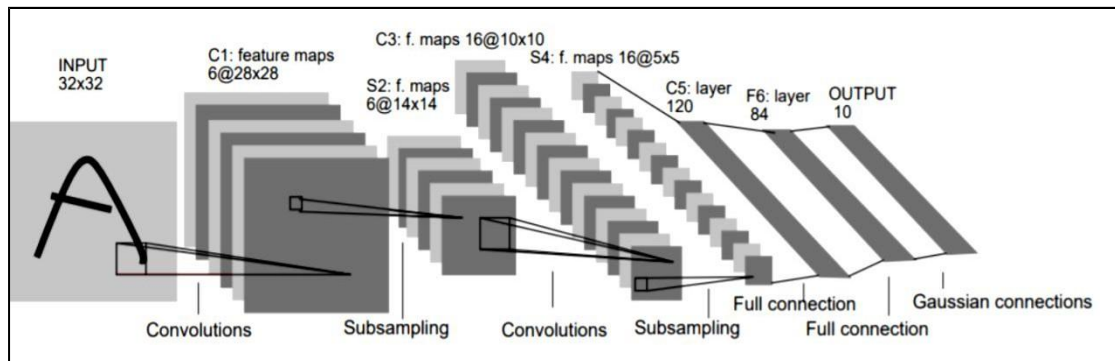 INPUT
32x32
C1: feature maps
6@28x28
S2: f. maps
6@14x14
C3: f. maps 16@10x10
S4: f. maps 16@5x5
C5: layer
120
F6: layer
84
OUTPUT
10
Convolutions
Subsampling
Convolutions
Subsampling
Full connection
Full connection
Gaussian connections